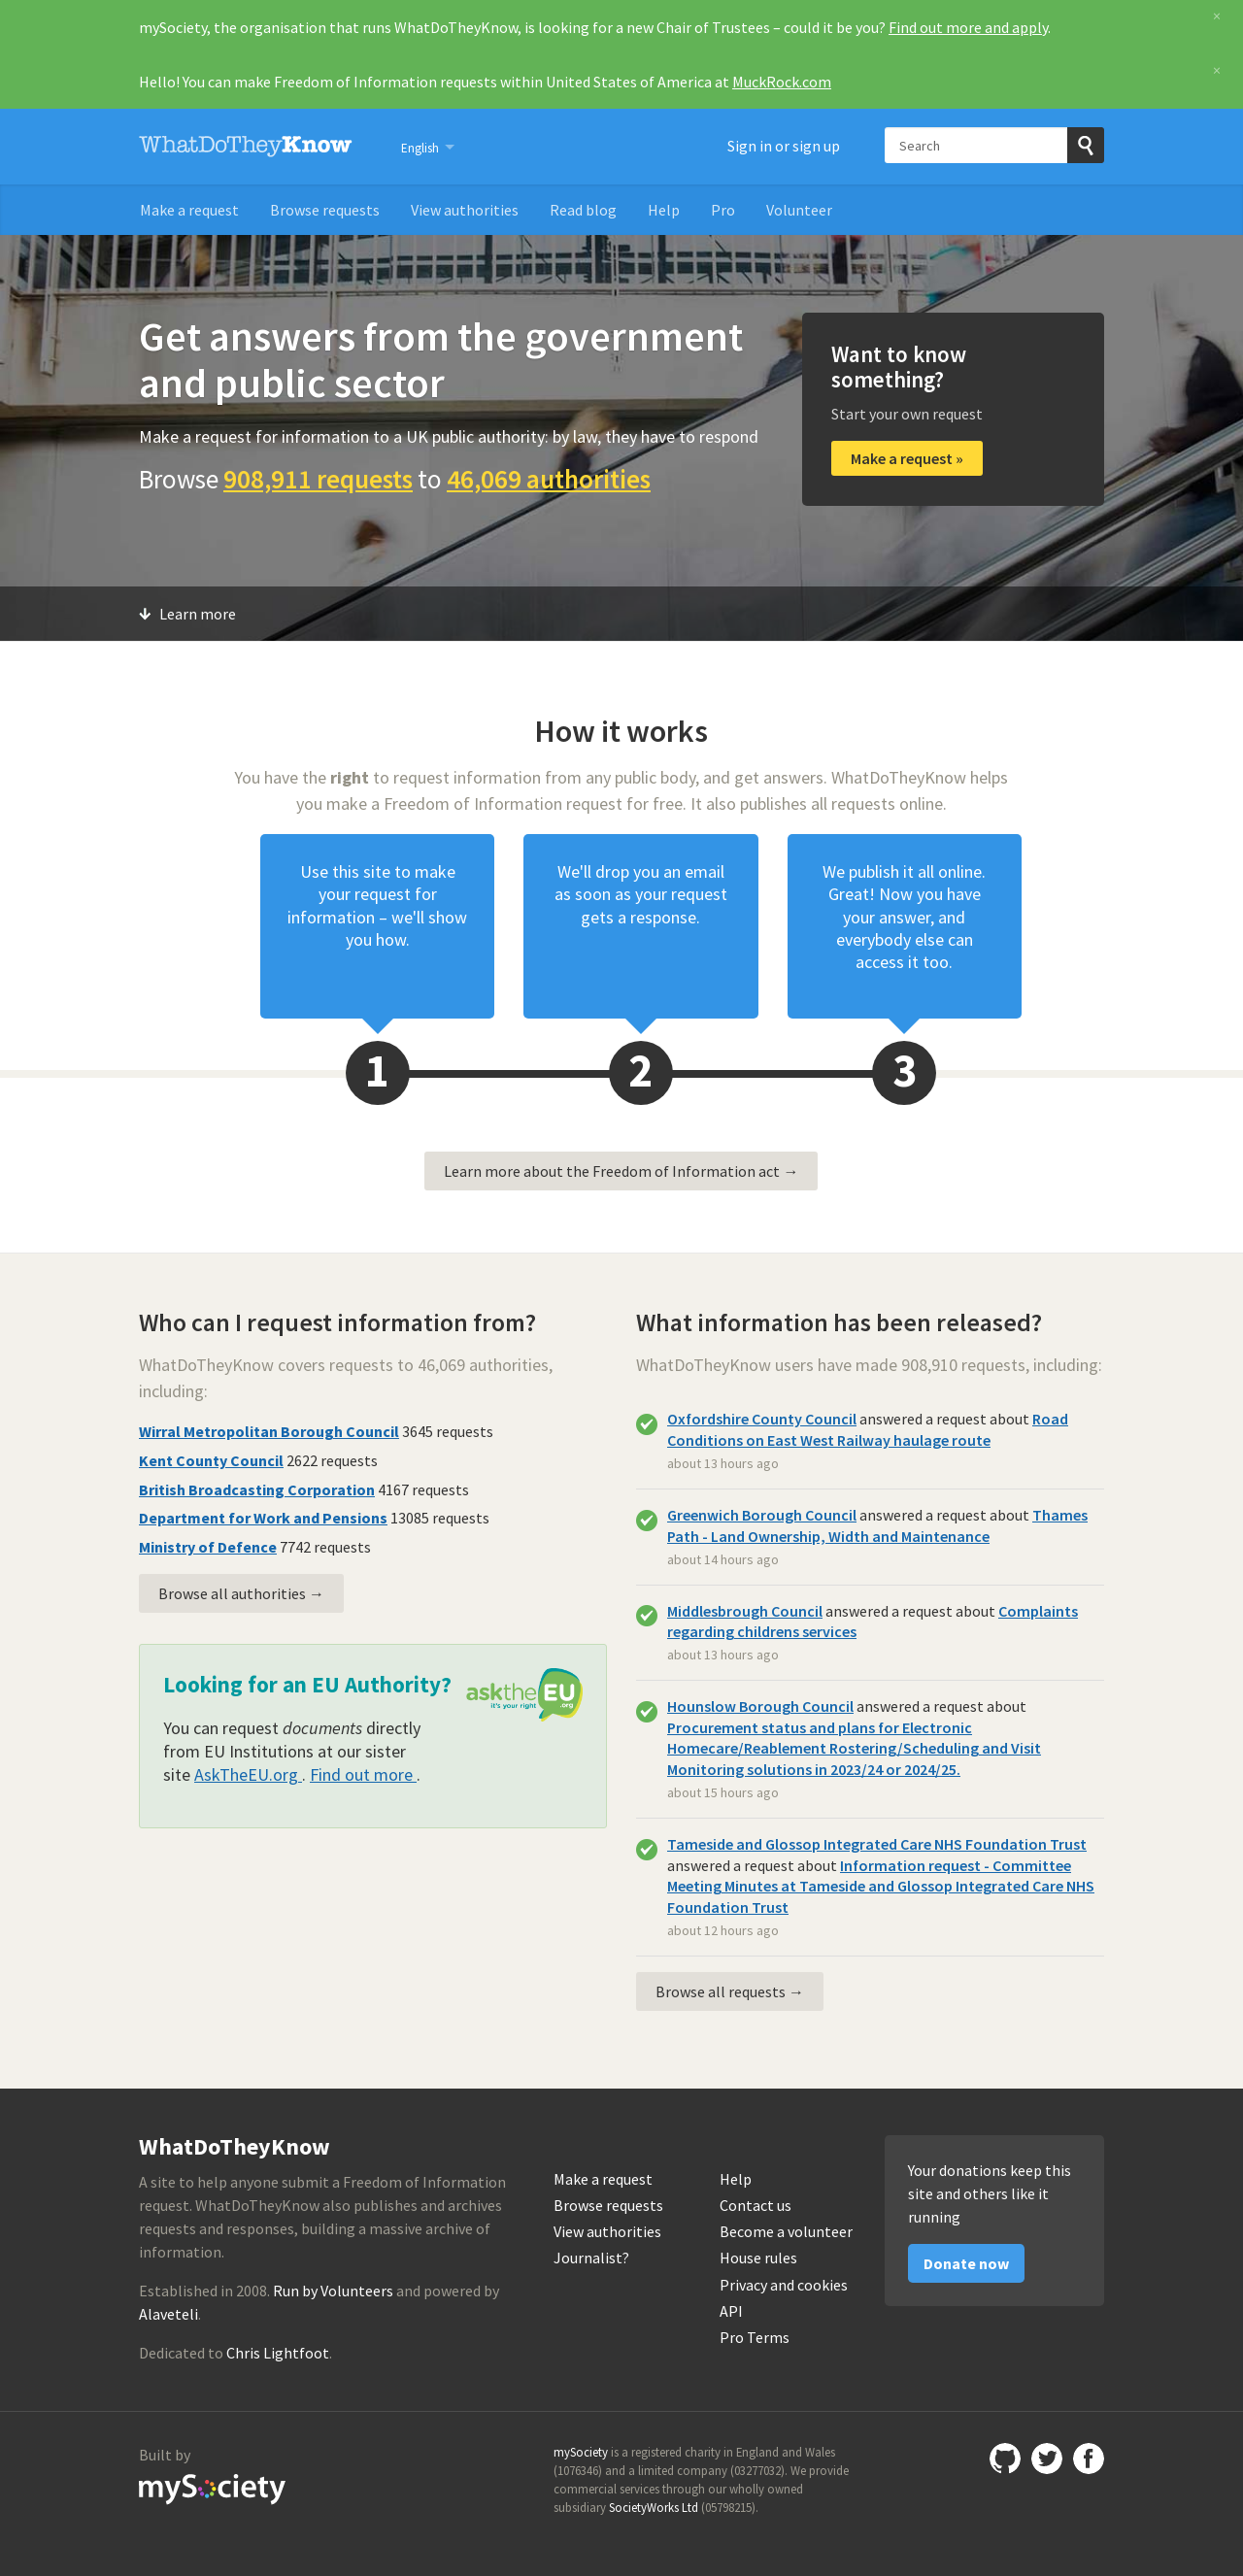 mySociety, the organisation that runs WhatDoTheyKnow, is looking for a new Chair of Trustees – could it be you? Find out more and apply.
×
Hello! You can make Freedom of Information requests within United States of America at MuckRock.com
×
WhatDoTheyKnow
English
Sign in or sign up
Search
Make a request
Browse requests
View authorities
Read blog
Help
Pro
Volunteer
Get answers from the government
and public sector
Make a request for information to a UK public authority: by law, they have to respond
Browse 908,911 requests to 46,069 authorities
Want to know
something?
Start your own request
Make a request »
Learn more
How it works
You have the right to request information from any public body, and get answers. WhatDoTheyKnow helps
you make a Freedom of Information request for free. It also publishes all requests online.
Use this site to make
your request for
information – we'll show
you how.
We'll drop you an email
as soon as your request
gets a response.
We publish it all online.
Great! Now you have
your answer, and
everybody else can
access it too.
1
2
3
Learn more about the Freedom of Information act →
Who can I request information from?
WhatDoTheyKnow covers requests to 46,069 authorities,
including:
Wirral Metropolitan Borough Council 3645 requests
Kent County Council 2622 requests
British Broadcasting Corporation 4167 requests
Department for Work and Pensions 13085 requests
Ministry of Defence 7742 requests
Browse all authorities →
Looking for an EU Authority?
asktheEU.org
it's your right
You can request documents directly
from EU Institutions at our sister
site AskTheEU.org . Find out more .
What information has been released?
WhatDoTheyKnow users have made 908,910 requests, including:
Oxfordshire County Council answered a request about Road
Conditions on East West Railway haulage route
about 13 hours ago
Greenwich Borough Council answered a request about Thames
Path - Land Ownership, Width and Maintenance
about 14 hours ago
Middlesbrough Council answered a request about Complaints
regarding childrens services
about 13 hours ago
Hounslow Borough Council answered a request about
Procurement status and plans for Electronic
Homecare/Reablement Rostering/Scheduling and Visit
Monitoring solutions in 2023/24 or 2024/25.
about 15 hours ago
Tameside and Glossop Integrated Care NHS Foundation Trust
answered a request about Information request - Committee
Meeting Minutes at Tameside and Glossop Integrated Care NHS
Foundation Trust
about 12 hours ago
Browse all requests →
WhatDoTheyKnow
A site to help anyone submit a Freedom of Information
request. WhatDoTheyKnow also publishes and archives
requests and responses, building a massive archive of
information.
Established in 2008. Run by Volunteers and powered by
Alaveteli.
Dedicated to Chris Lightfoot.
Make a request
Browse requests
View authorities
Journalist?
Help
Contact us
Become a volunteer
House rules
Privacy and cookies
API
Pro Terms
Your donations keep this
site and others like it
running
Donate now
Built by
mySociety
mySociety is a registered charity in England and Wales
(1076346) and a limited company (03277032). We provide
commercial services through our wholly owned
subsidiary SocietyWorks Ltd (05798215).